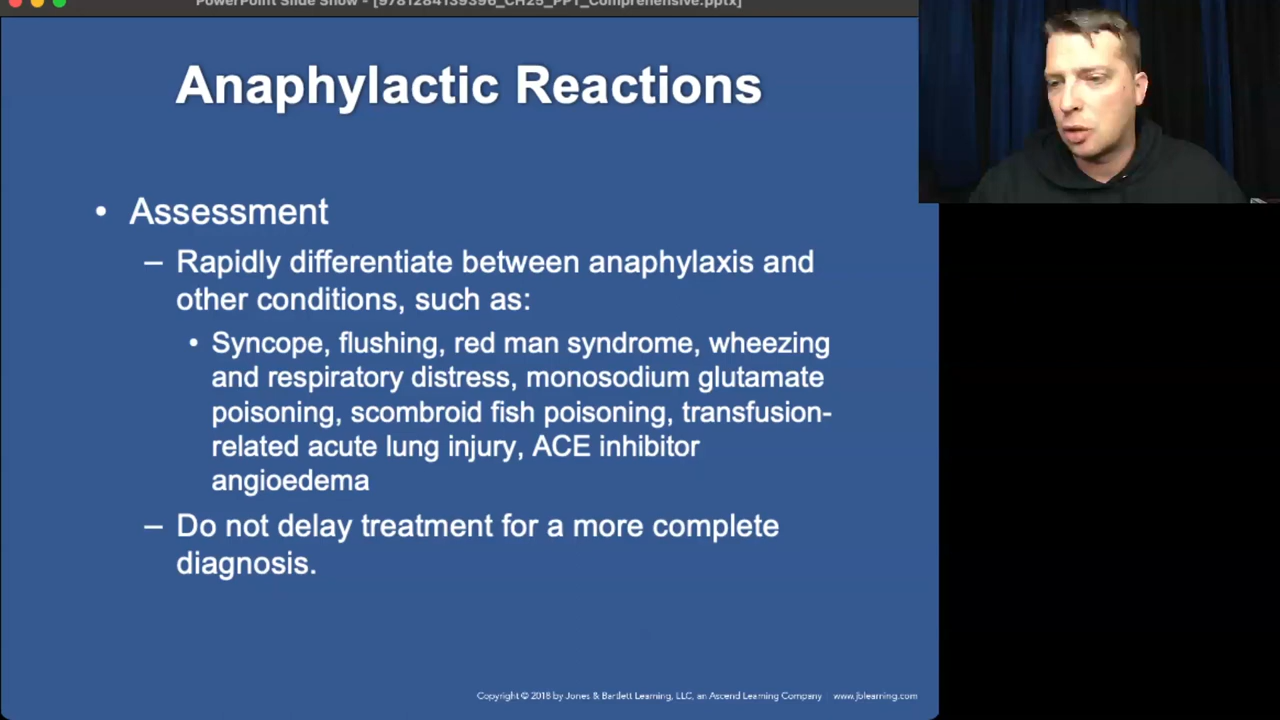 PowerPoint Slide Show - [9781284139396_CH25_PPT_Comprehensive.pptx]
Anaphylactic Reactions
• Assessment
– Rapidly differentiate between anaphylaxis and
other conditions, such as:
• Syncope, flushing, red man syndrome, wheezing
and respiratory distress, monosodium glutamate
poisoning, scombroid fish poisoning, transfusion-
related acute lung injury, ACE inhibitor
angioedema
– Do not delay treatment for a more complete
diagnosis.
Copyright © 2018 by Jones & Bartlett Learning, LLC, an Ascend Learning Company www.jblearning.com